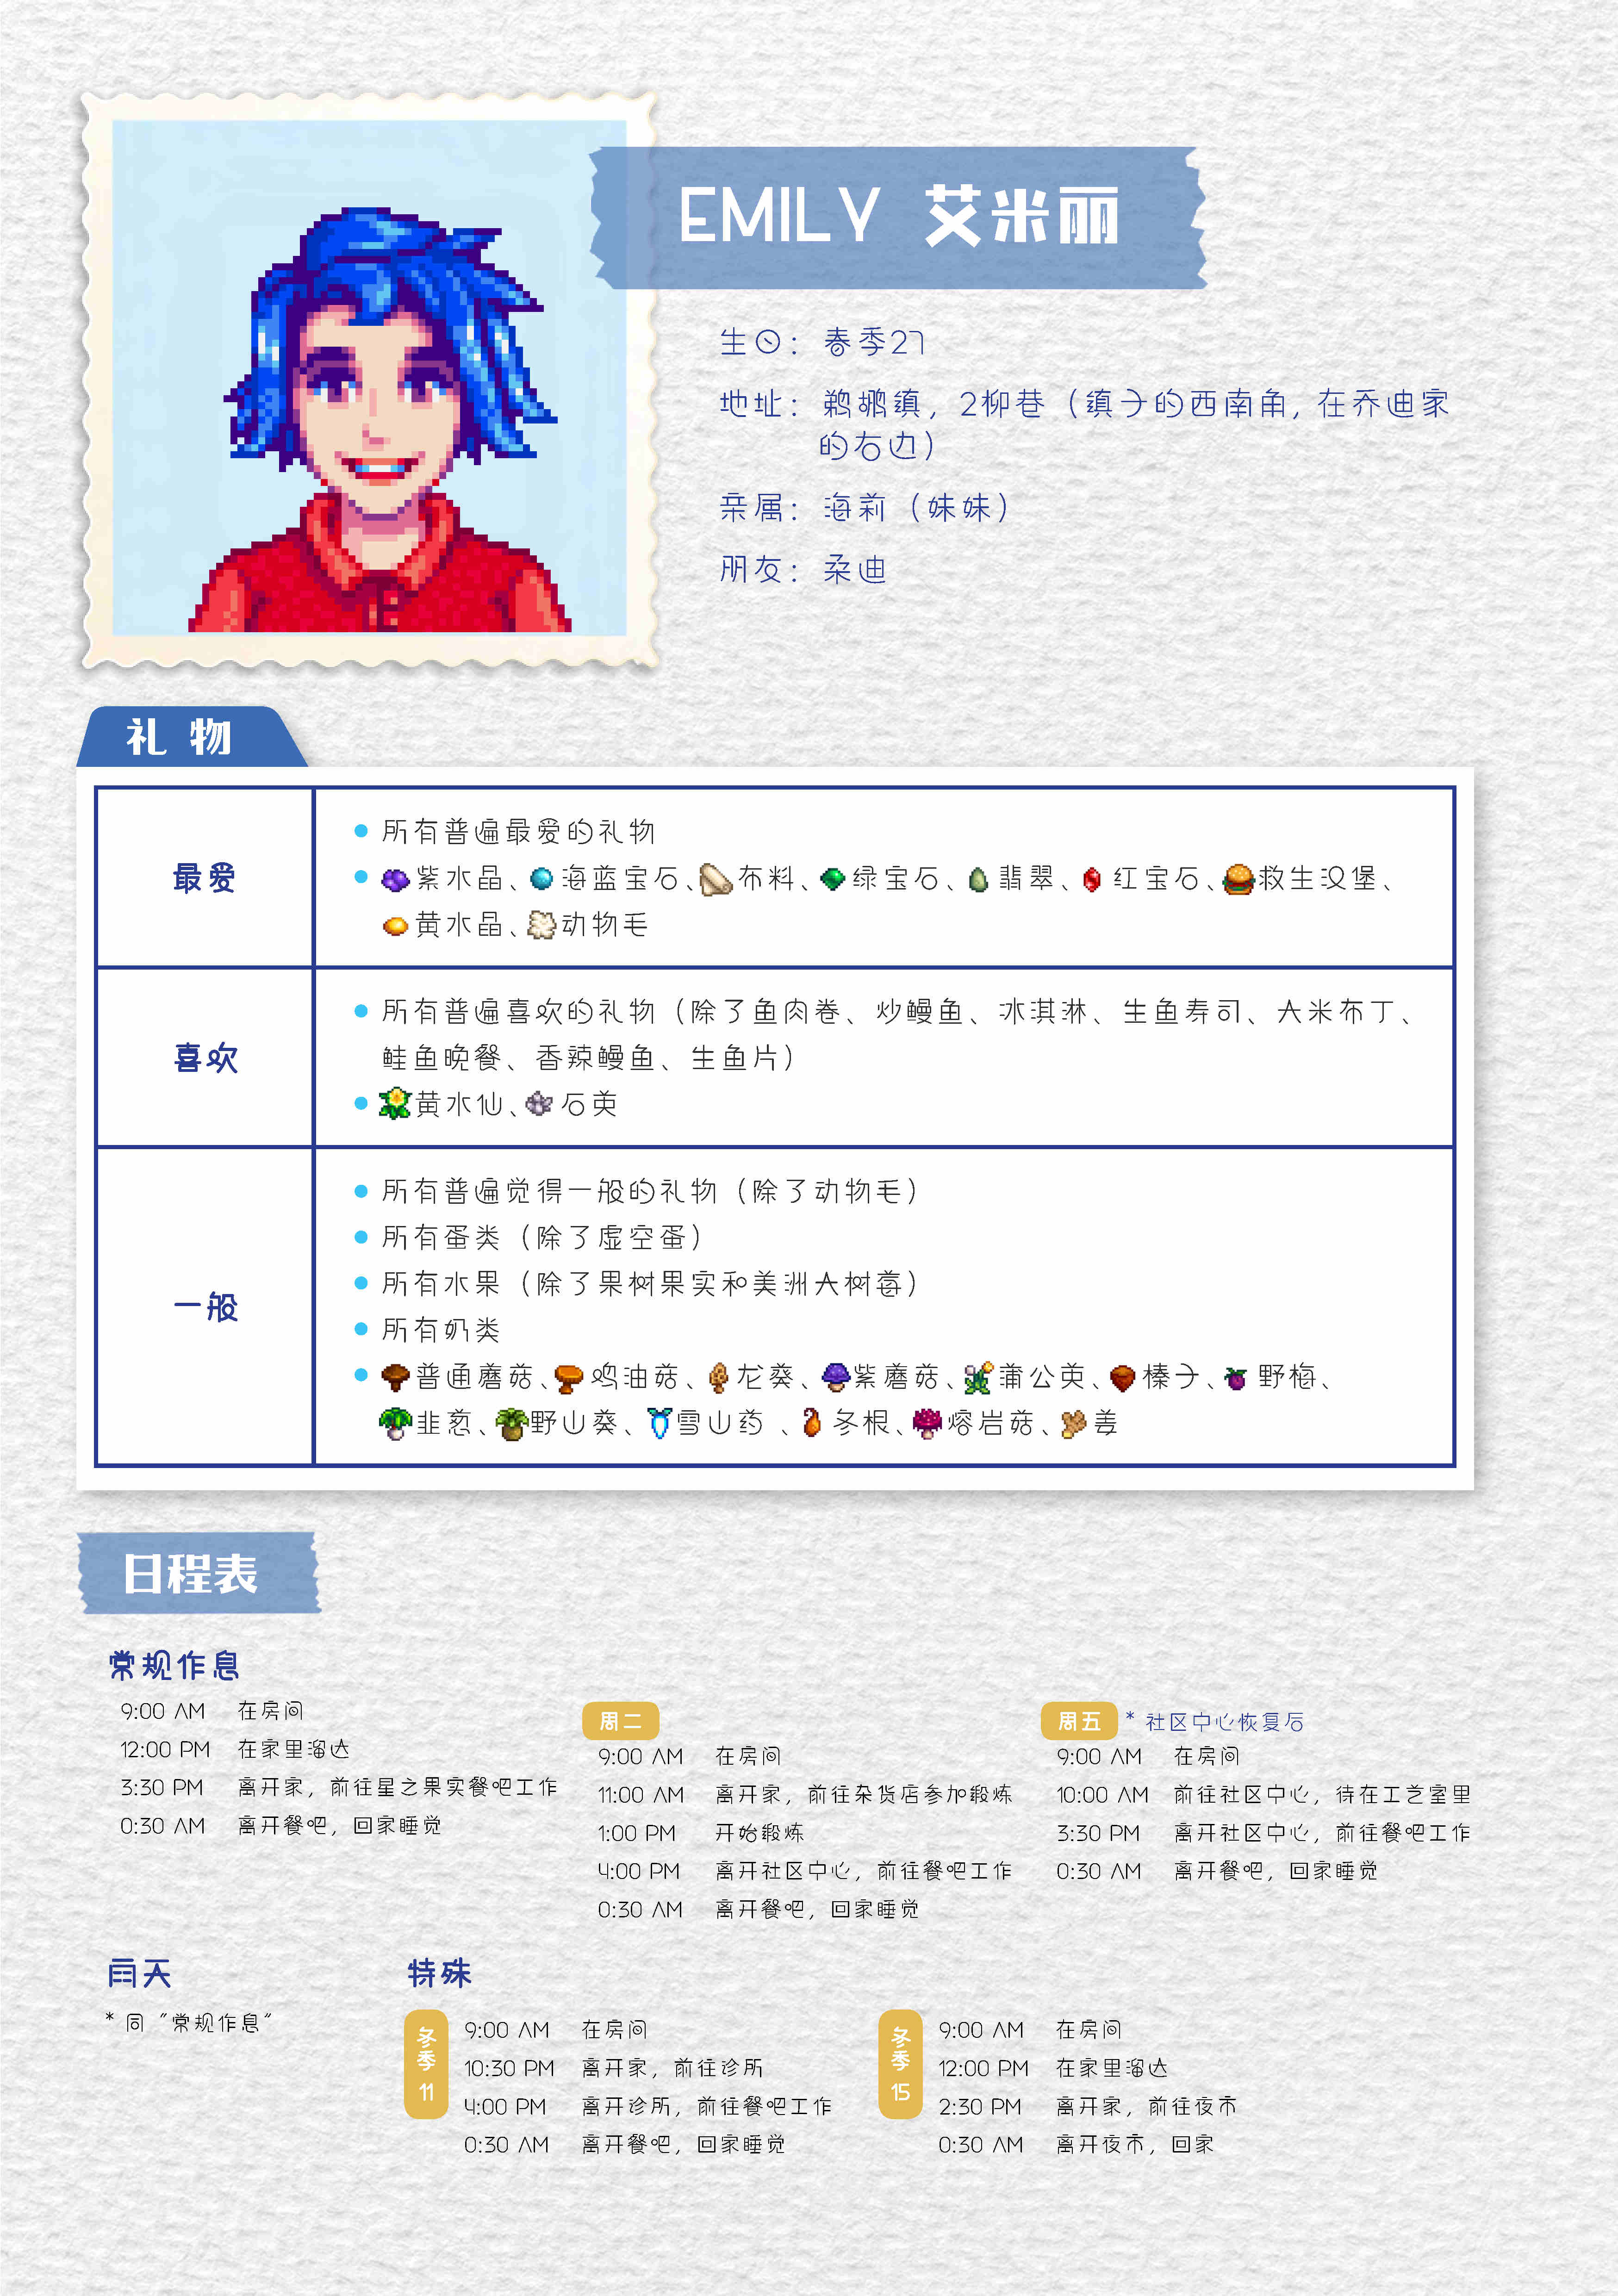 EMILY 艾米丽
生日： 春季27
地址： 鹈鹕镇，2柳巷（镇子的西南角，在乔迪家
的右边）
亲属： 海莉（妹妹）
朋友： 桑迪
礼 物
最爱
● 所有普遍最爱的礼物
● 紫水晶、海蓝宝石、布料、绿宝石、翡翠、红宝石、救生汉堡、
黄水晶、动物毛
喜欢
● 所有普遍喜欢的礼物（除了鱼肉卷、炒鳗鱼、冰淇淋、生鱼寿司、大米布丁、
鲑鱼晚餐、香辣鳗鱼、生鱼片）
● 黄水仙、石英
一般
● 所有普遍觉得一般的礼物（除了动物毛）
● 所有蛋类（除了虚空蛋）
● 所有水果（除了果树果实和美洲大树莓）
● 所有奶类
● 普通蘑菇、鸡油菇、龙葵、紫蘑菇、蒲公英、榛子、野梅、
韭葱、野山葵、雪山药 、冬根、熔岩菇、姜
日程表
常规作息
9:00 AM 在房间
12:00 PM 在家里溜达
3:30 PM 离开家，前往星之果实餐吧工作
0:30 AM 离开餐吧，回家睡觉
周二
9:00 AM 在房间
11:00 AM 离开家，前往杂货店参加锻炼
1:00 PM 开始锻炼
4:00 PM 离开社区中心，前往餐吧工作
0:30 AM 离开餐吧，回家睡觉
周五 * 社区中心恢复后
9:00 AM 在房间
10:00 AM 前往社区中心，待在工艺室里
3:30 PM 离开社区中心，前往餐吧工作
0:30 AM 离开餐吧，回家睡觉
雨天
* 同 "常规作息"
特殊
冬季 11
9:00 AM 在房间
10:30 PM 离开家，前往诊所
4:00 PM 离开诊所，前往餐吧工作
0:30 AM 离开餐吧，回家睡觉
冬季 15
9:00 AM 在房间
12:00 PM 在家里溜达
2:30 PM 离开家，前往夜市
0:30 AM 离开夜市，回家